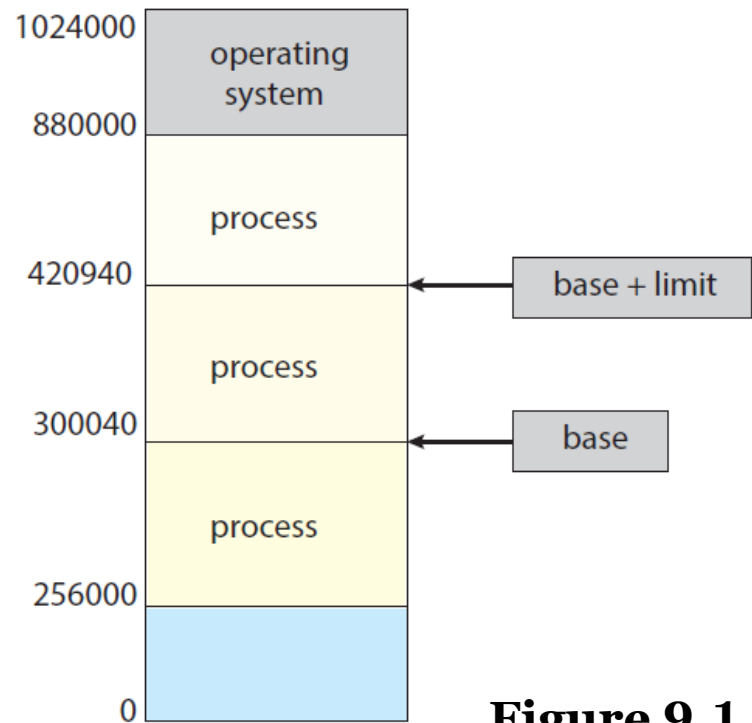 1024000
operating
system
880000
process
420940
base + limit
process
300040
base
process
256000
0
Figure 9.1